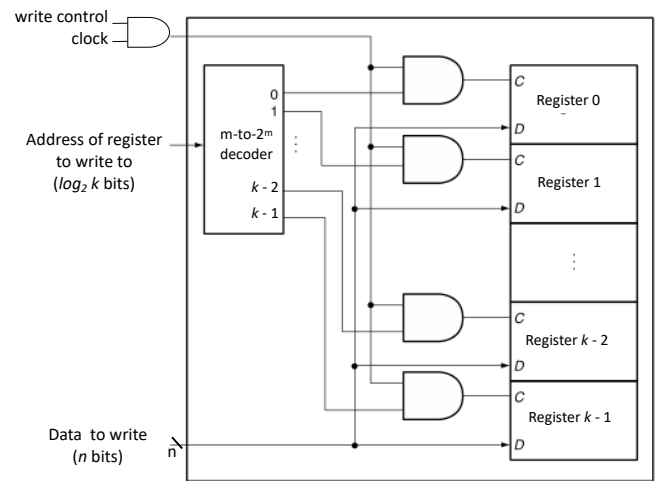 write control
clock
0
1
Address of register
to write to
(log₂ k bits)
m-to-2ᵐ
decoder
⋮
k - 2
k - 1
Data to write
(n bits)
n
C
Register 0
-
D
C
Register 1
D
⋮
C
Register k - 2
D
C
Register k - 1
D